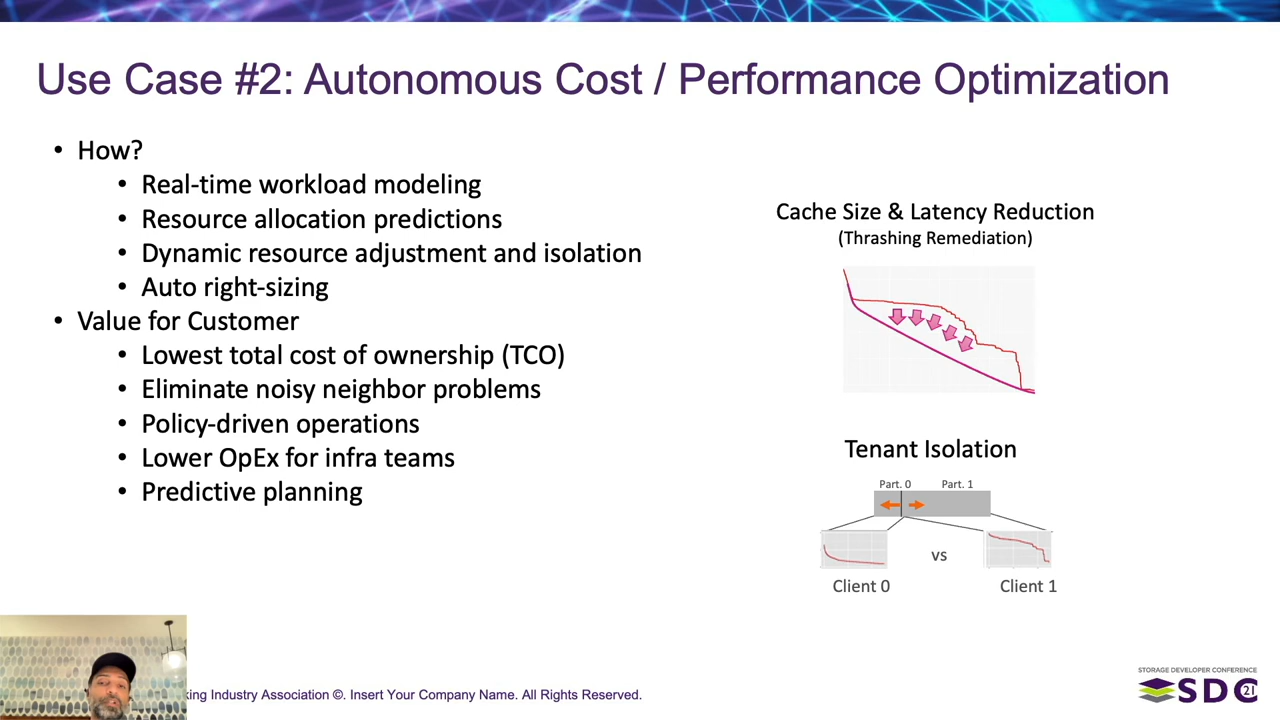 Use Case #2: Autonomous Cost / Performance Optimization
• How?
• Real-time workload modeling
• Resource allocation predictions
• Dynamic resource adjustment and isolation
• Auto right-sizing
• Value for Customer
• Lowest total cost of ownership (TCO)
• Eliminate noisy neighbor problems
• Policy-driven operations
• Lower OpEx for infra teams
• Predictive planning
Cache Size & Latency Reduction
(Thrashing Remediation)
Tenant Isolation
Part. 0 Part. 1
vs
Client 0 Client 1
Industry Association ©. Insert Your Company Name. All Rights Reserved.
STORAGE DEVELOPER CONFERENCE
SDC 21